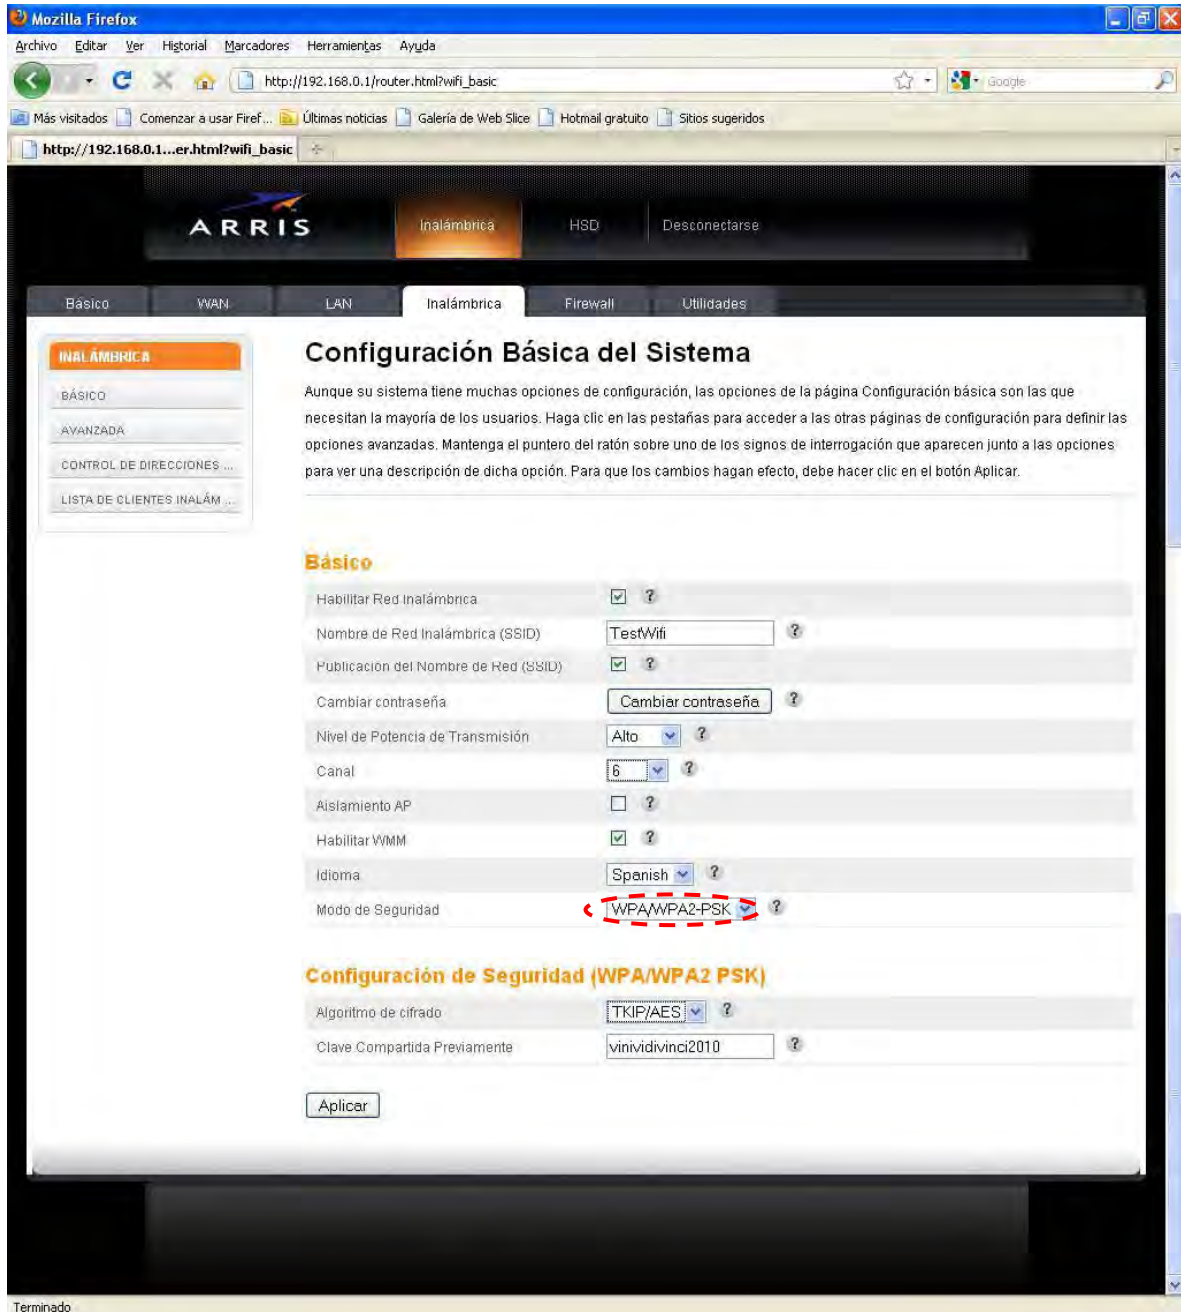 Mozilla Firefox
Archivo Editar Ver Historial Marcadores Herramientas Ayuda
http://192.168.0.1/router.html?wifi_basic
Google
Más visitados Comenzar a usar Firef... Últimas noticias Galería de Web Slice Hotmail gratuito Sitios sugeridos
http://192.168.0.1...er.html?wifi_basic
ARRIS
Inalámbrica HSD Desconectarse
Básico WAN LAN Inalámbrica Firewall Utilidades
INALÁMBRICA
BÁSICO
AVANZADA
CONTROL DE DIRECCIONES ...
LISTA DE CLIENTES INALÁM ...
Configuración Básica del Sistema
Aunque su sistema tiene muchas opciones de configuración, las opciones de la página Configuración básica son las que
necesitan la mayoría de los usuarios. Haga clic en las pestañas para acceder a las otras páginas de configuración para definir las
opciones avanzadas. Mantenga el puntero del ratón sobre uno de los signos de interrogación que aparecen junto a las opciones
para ver una descripción de dicha opción. Para que los cambios hagan efecto, debe hacer clic en el botón Aplicar.
Básico
Habilitar Red Inalámbrica ?
Nombre de Red Inalámbrica (SSID) TestWifi ?
Publicación del Nombre de Red (SSID) ?
Cambiar contraseña Cambiar contraseña ?
Nivel de Potencia de Transmisión Alto ?
Canal 6 ?
Aislamiento AP ?
Habilitar WMM ?
Idioma Spanish ?
Modo de Seguridad WPA/WPA2-PSK ?
Configuración de Seguridad (WPA/WPA2 PSK)
Algoritmo de cifrado TKIP/AES ?
Clave Compartida Previamente vinividivinci2010 ?
Aplicar
Terminado